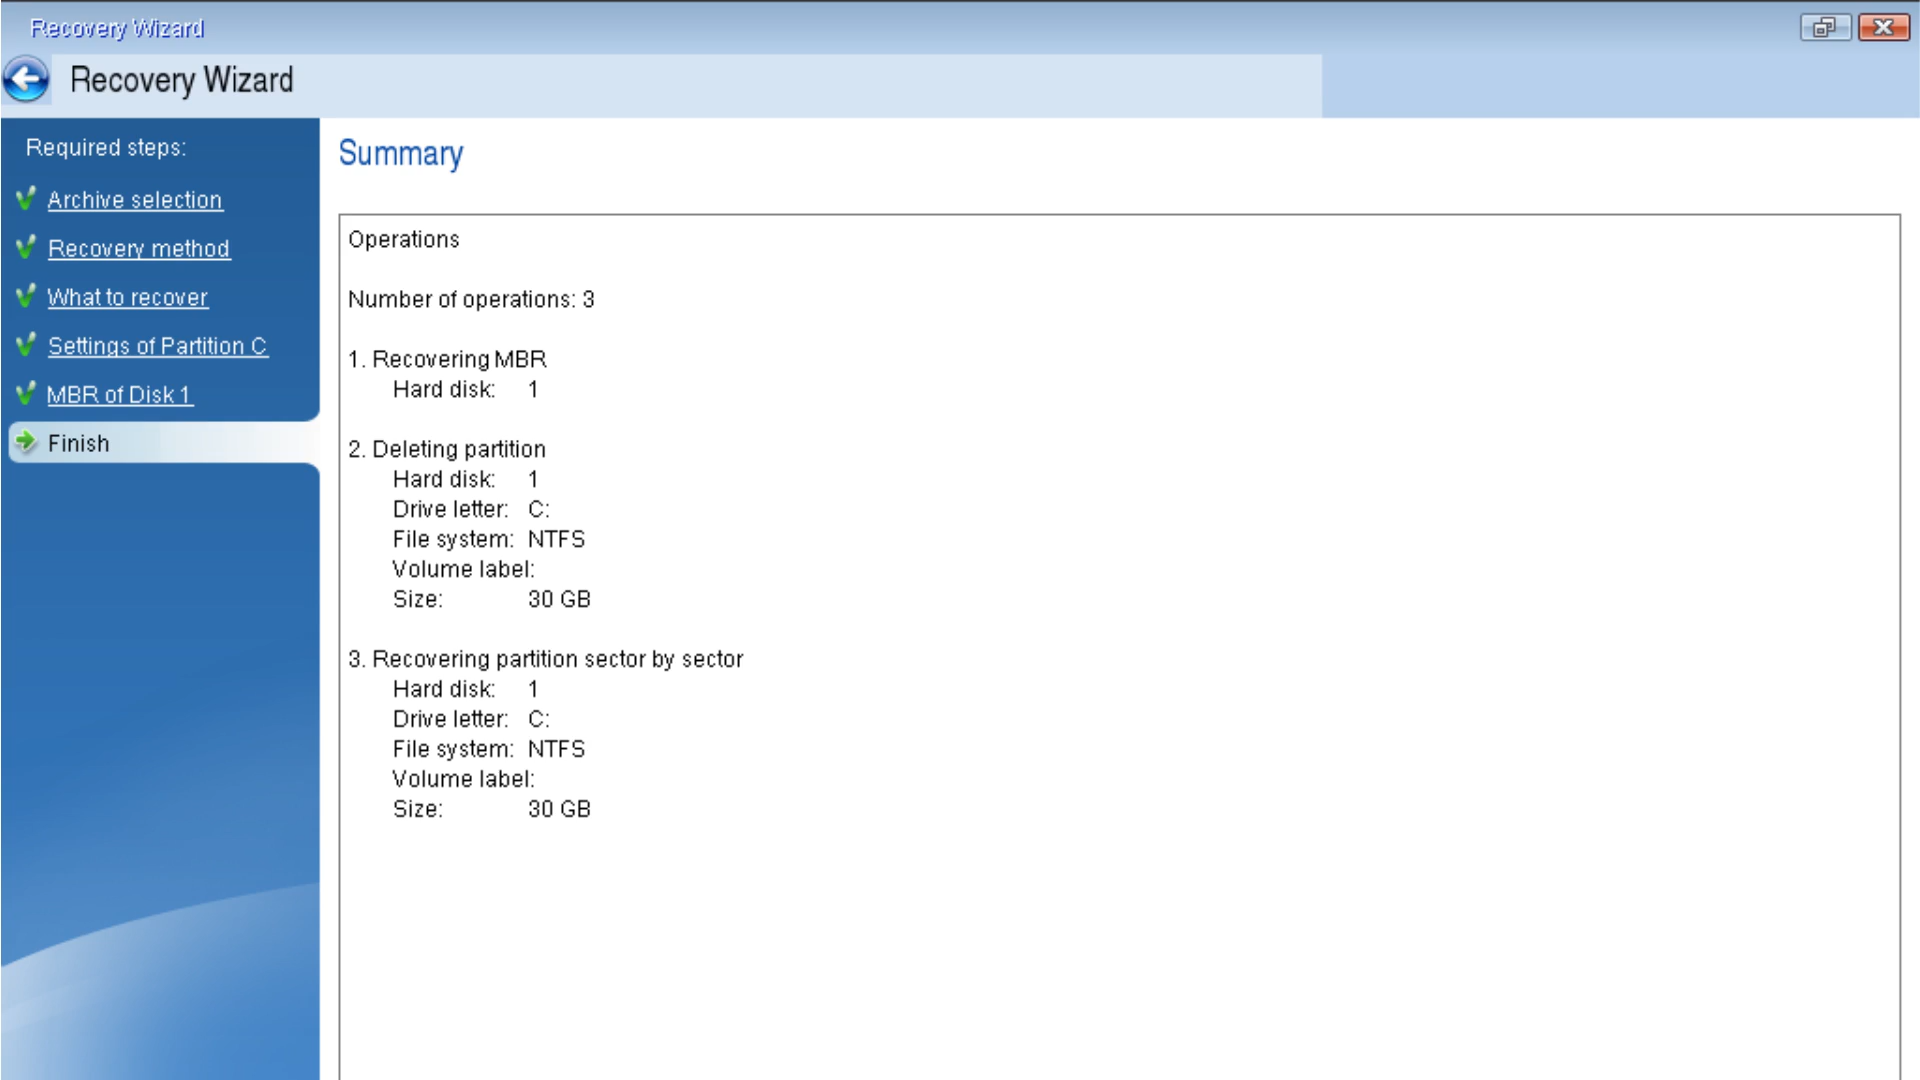 Recovery Wizard
Recovery Wizard
Required steps:
Archive selection
Recovery method
What to recover
Settings of Partition C
MBR of Disk 1
Finish
Summary
Operations
Number of operations: 3
1. Recovering MBR
Hard disk: 1
2. Deleting partition
Hard disk: 1
Drive letter: C:
File system: NTFS
Volume label:
Size: 30 GB
3. Recovering partition sector by sector
Hard disk: 1
Drive letter: C:
File system: NTFS
Volume label:
Size: 30 GB